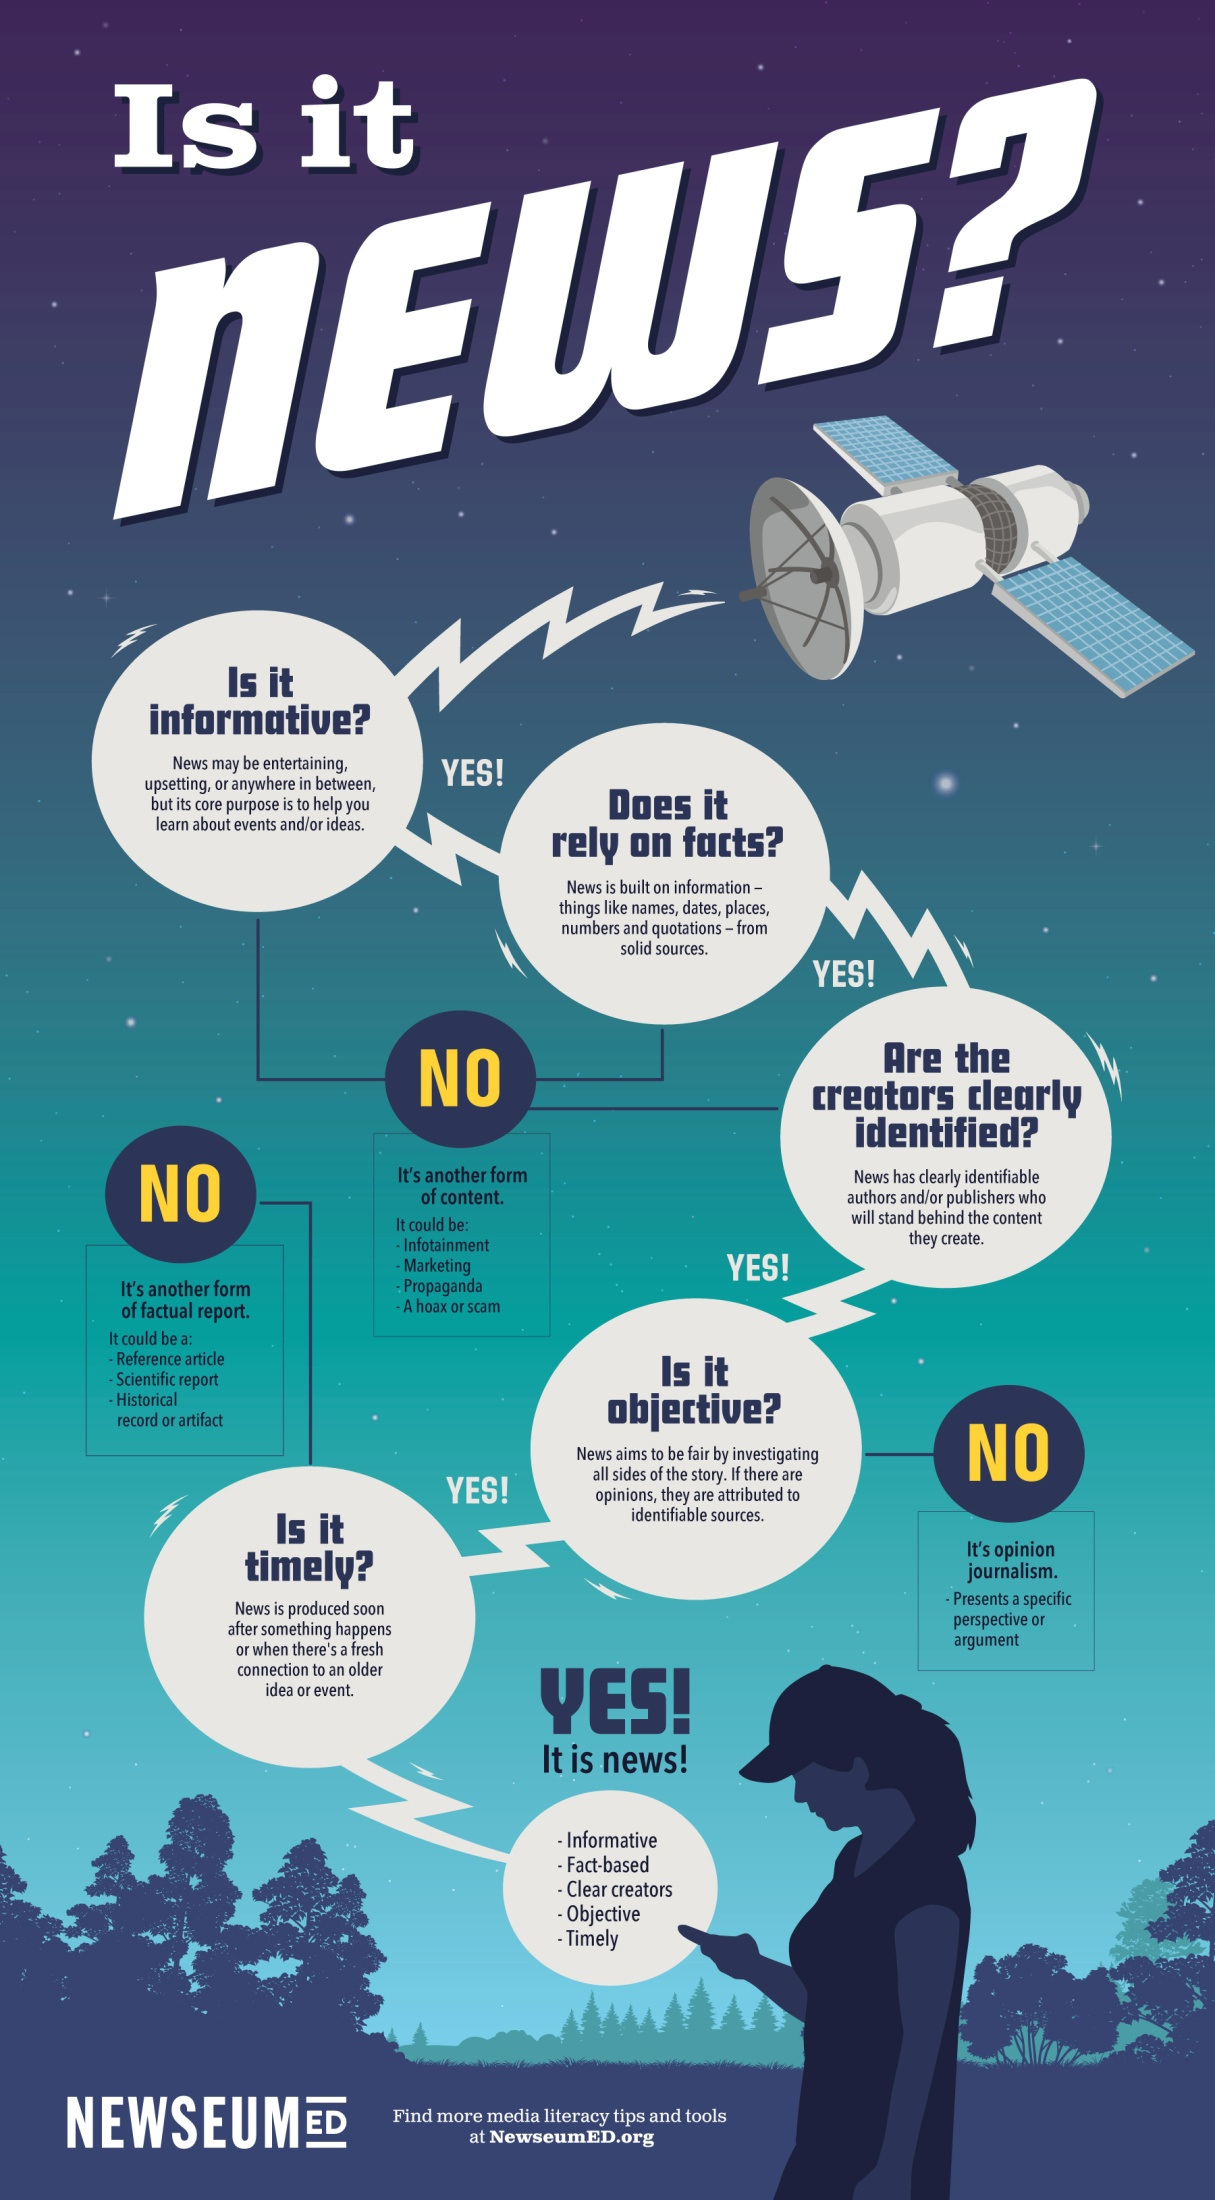 Is it
NEWS?
Is it
informative?
News may be entertaining,
upsetting, or anywhere in between,
but its core purpose is to help you
learn about events and/or ideas.
YES!
Does it
rely on facts?
News is built on information –
things like names, dates, places,
numbers and quotations – from
solid sources.
YES!
Are the
creators clearly
identified?
News has clearly identifiable
authors and/or publishers who
will stand behind the content
they create.
NO
It's another form
of content.
It could be:
- Infotainment
- Marketing
- Propaganda
- A hoax or scam
YES!
Is it
objective?
News aims to be fair by investigating
all sides of the story. If there are
opinions, they are attributed to
identifiable sources.
NO
It's opinion
journalism.
- Presents a specific
perspective or
argument
YES!
Is it
timely?
News is produced soon
after something happens
or when there's a fresh
connection to an older
idea or event.
NO
It's another form
of factual report.
It could be a:
- Reference article
- Scientific report
- Historical
record or artifact
YES!
It is news!
- Informative
- Fact-based
- Clear creators
- Objective
- Timely
NEWSEUMED
Find more media literacy tips and tools
at NewseumED.org